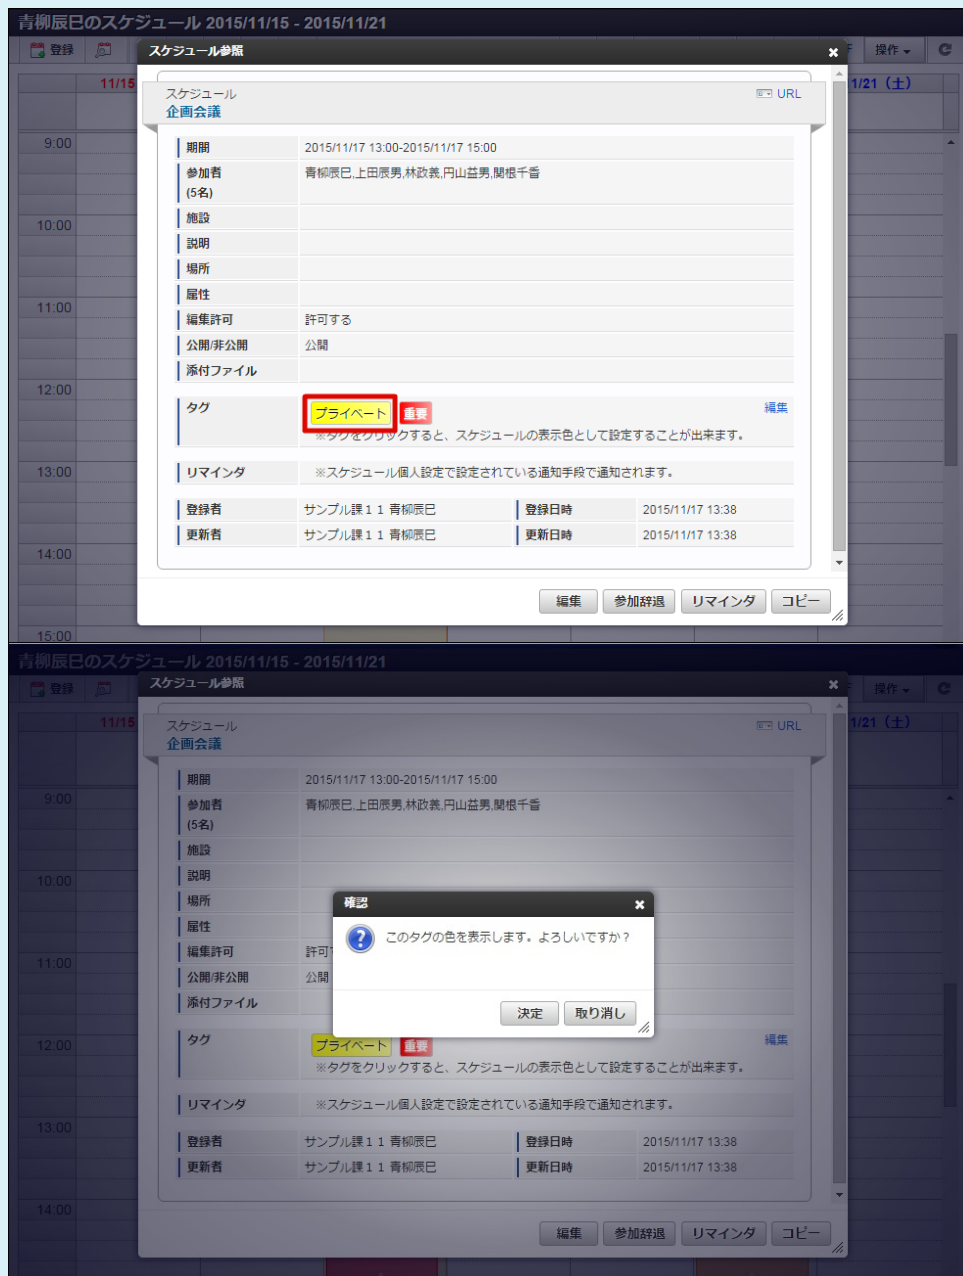 青柳辰巳のスケジュール 2015/11/15 - 2015/11/21
登録
操作
スケジュール参照
11/15
1/21 (土)
スケジュール
URL
企画会議
9:00
期間 2015/11/17 13:00-2015/11/17 15:00
参加者 青柳辰巳,上田辰男,林政義,円山益男,関根千香
(5名)
施設
10:00
説明
場所
属性
11:00
編集許可 許可する
公開/非公開 公開
添付ファイル
12:00
タグ プライベート 重要 編集
※タグをクリックすると、スケジュールの表示色として設定することが出来ます。
13:00
リマインダ ※スケジュール個人設定で設定されている通知手段で通知されます。
登録者 サンプル課11 青柳辰巳 登録日時 2015/11/17 13:38
更新者 サンプル課11 青柳辰巳 更新日時 2015/11/17 13:38
14:00
編集 参加辞退 リマインダ コピー
15:00
青柳辰巳のスケジュール 2015/11/15 - 2015/11/21
登録
操作
スケジュール参照
11/15
1/21 (土)
スケジュール
URL
企画会議
9:00
期間 2015/11/17 13:00-2015/11/17 15:00
参加者 青柳辰巳,上田辰男,林政義,円山益男,関根千香
(5名)
施設
説明
10:00
場所
確認
属性
このタグの色を表示します。よろしいですか？
編集許可 許可
11:00
公開/非公開 公開
添付ファイル
決定 取り消し
12:00
タグ プライベート 重要 編集
※タグをクリックすると、スケジュールの表示色として設定することが出来ます。
リマインダ ※スケジュール個人設定で設定されている通知手段で通知されます。
13:00
登録者 サンプル課11 青柳辰巳 登録日時 2015/11/17 13:38
更新者 サンプル課11 青柳辰巳 更新日時 2015/11/17 13:38
14:00
編集 参加辞退 リマインダ コピー